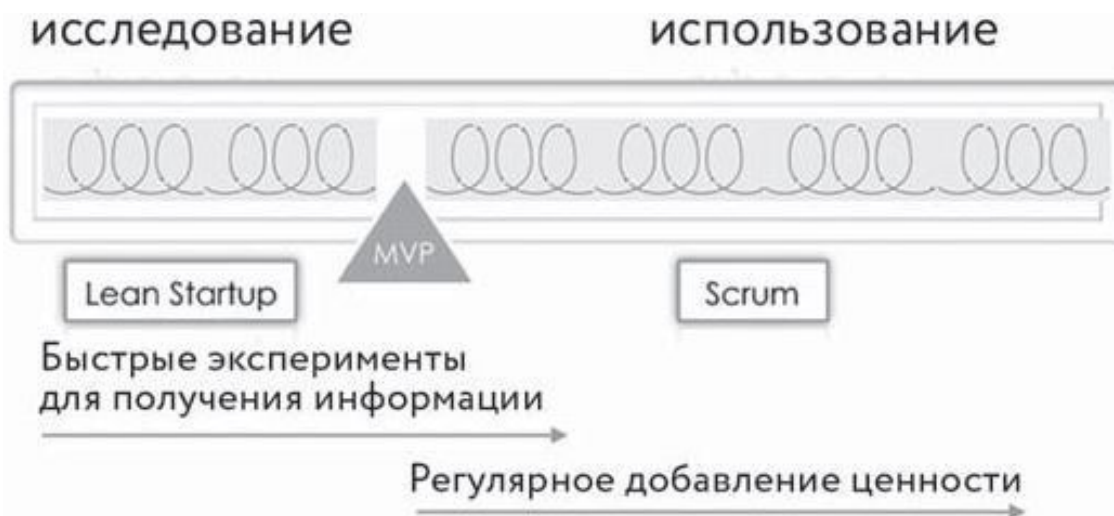 исследование
использование
MVP
Lean Startup
Scrum
Быстрые эксперименты
для получения информации
Регулярное добавление ценности